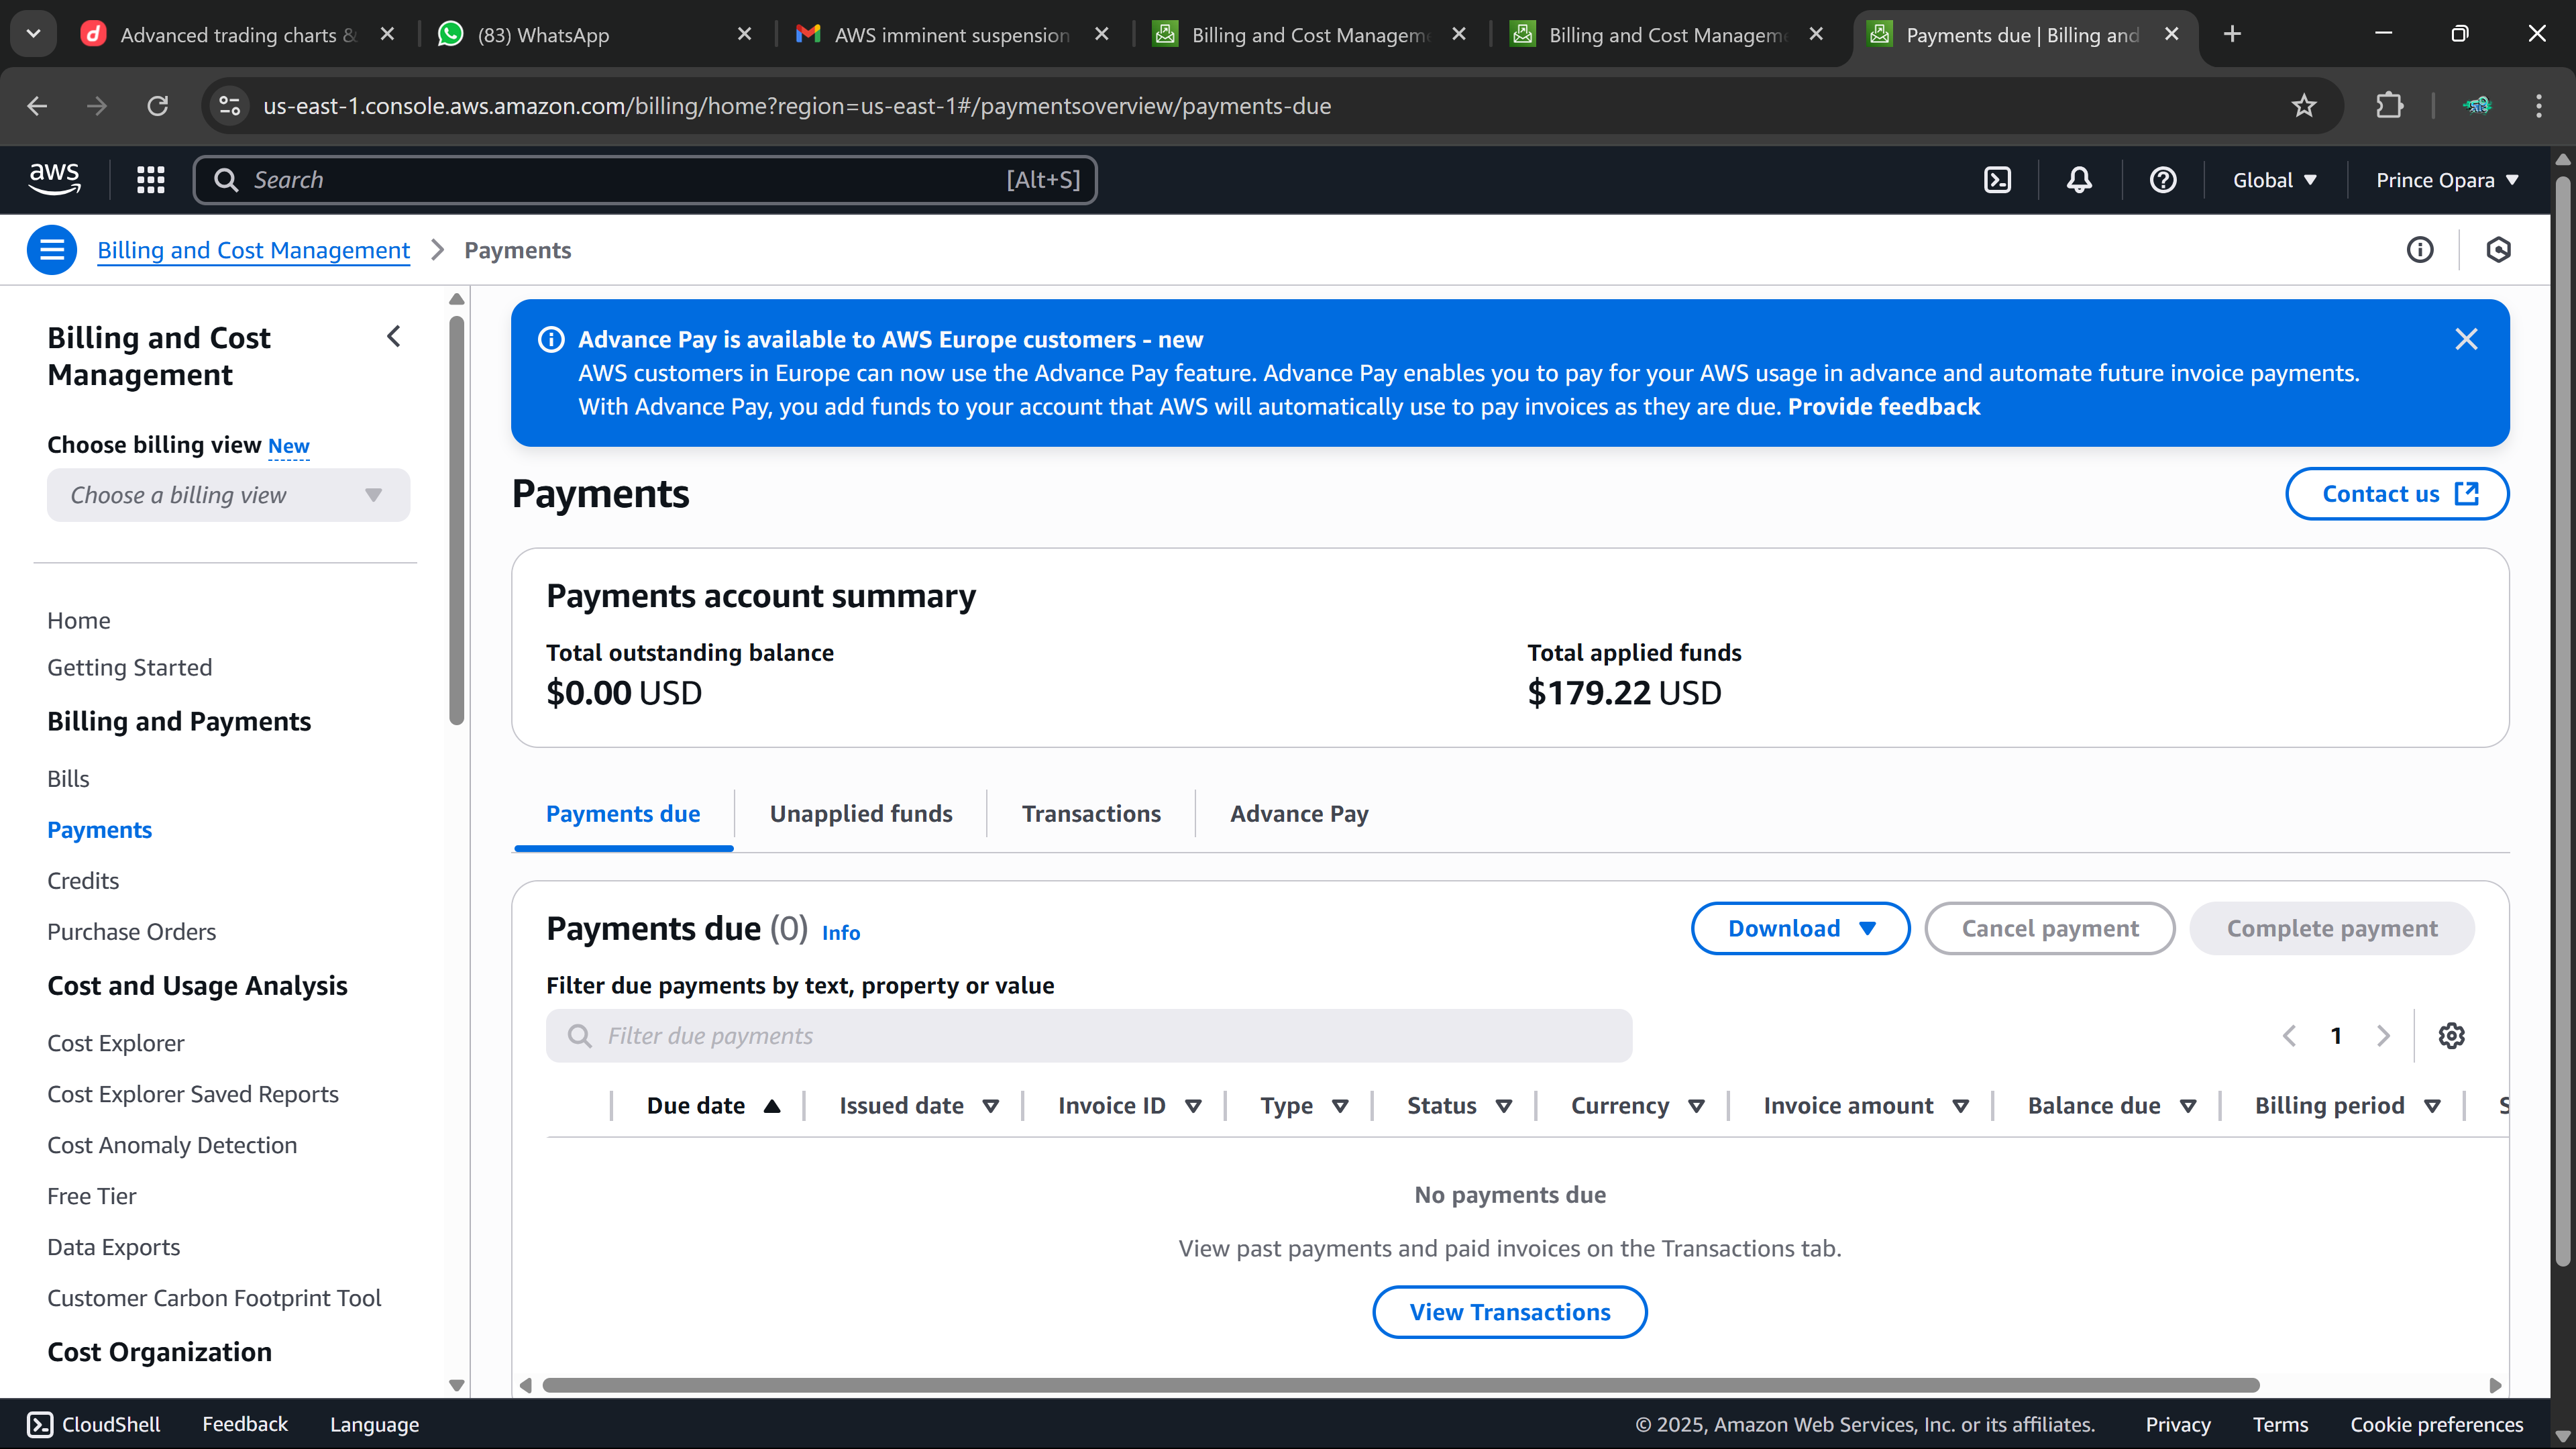 Advanced trading charts &
(83) WhatsApp
AWS imminent suspension
Billing and Cost Managem
Billing and Cost Managem
Payments due | Billing and
us-east-1.console.aws.amazon.com/billing/home?region=us-east-1#/paymentsoverview/payments-due
aws
Search
[Alt+S]
Global
Prince Opara
Billing and Cost Management
Payments
Billing and Cost
Management
Choose billing view New
Choose a billing view
Home
Getting Started
Billing and Payments
Bills
Payments
Credits
Purchase Orders
Cost and Usage Analysis
Cost Explorer
Cost Explorer Saved Reports
Cost Anomaly Detection
Free Tier
Data Exports
Customer Carbon Footprint Tool
Cost Organization
Advance Pay is available to AWS Europe customers - new
AWS customers in Europe can now use the Advance Pay feature. Advance Pay enables you to pay for your AWS usage in advance and automate future invoice payments.
With Advance Pay, you add funds to your account that AWS will automatically use to pay invoices as they are due. Provide feedback
Payments
Contact us
Payments account summary
Total outstanding balance
$0.00 USD
Total applied funds
$179.22 USD
Payments due
Unapplied funds
Transactions
Advance Pay
Payments due (0) Info
Download
Cancel payment
Complete payment
Filter due payments by text, property or value
Filter due payments
1
Due date
Issued date
Invoice ID
Type
Status
Currency
Invoice amount
Balance due
Billing period
No payments due
View past payments and paid invoices on the Transactions tab.
View Transactions
CloudShell
Feedback
Language
© 2025, Amazon Web Services, Inc. or its affiliates.
Privacy
Terms
Cookie preferences